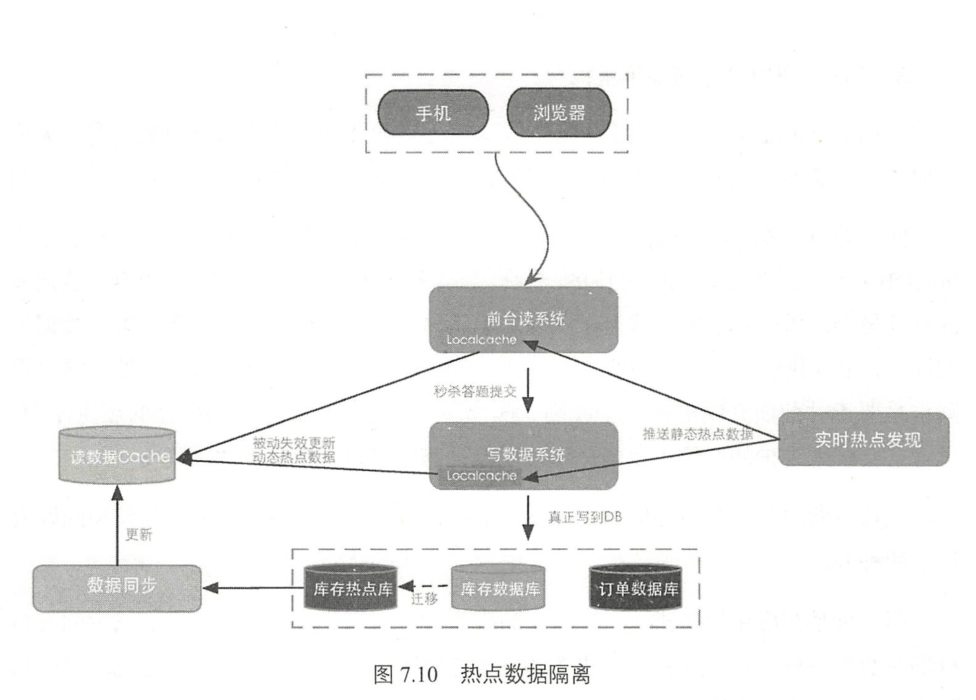 手机
浏览器
前台读系统
Localcache
秒杀答题提交
推送静态热点数据
实时热点发现
读数据Cache
被动失效更新
动态热点数据
写数据系统
Localcache
真正写到DB
更新
数据同步
库存热点库
迁移
库存数据库
订单数据库
图 7.10 热点数据隔离